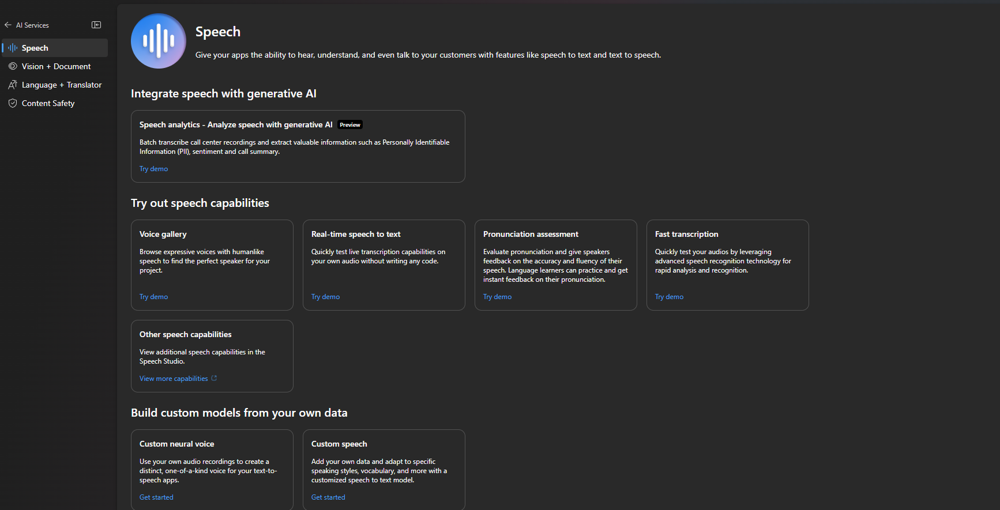 AI Services
Speech
Vision + Document
Language + Translator
Content Safety
Speech
Give your apps the ability to hear, understand, and even talk to your customers with features like speech to text and text to speech.
Integrate speech with generative AI
Speech analytics - Analyze speech with generative AI Preview
Batch transcribe call center recordings and extract valuable information such as Personally Identifiable
Information (PII), sentiment and call summary.
Try demo
Try out speech capabilities
Voice gallery
Browse expressive voices with humanlike
speech to find the perfect speaker for your
project.
Try demo
Real-time speech to text
Quickly test live transcription capabilities on
your own audio without writing any code.
Try demo
Pronunciation assessment
Evaluate pronunciation and give speakers
feedback on the accuracy and fluency of their
speech. Language learners can practice and get
instant feedback on their pronunciation.
Try demo
Fast transcription
Quickly test your audios by leveraging
advanced speech recognition technology for
rapid analysis and recognition.
Try demo
Other speech capabilities
View additional speech capabilities in the
Speech Studio.
View more capabilities
Build custom models from your own data
Custom neural voice
Use your own audio recordings to create a
distinct, one-of-a-kind voice for your text-to-
speech apps.
Get started
Custom speech
Add your own data and adapt to specific
speaking styles, vocabulary, and more with a
customized speech to text model.
Get started